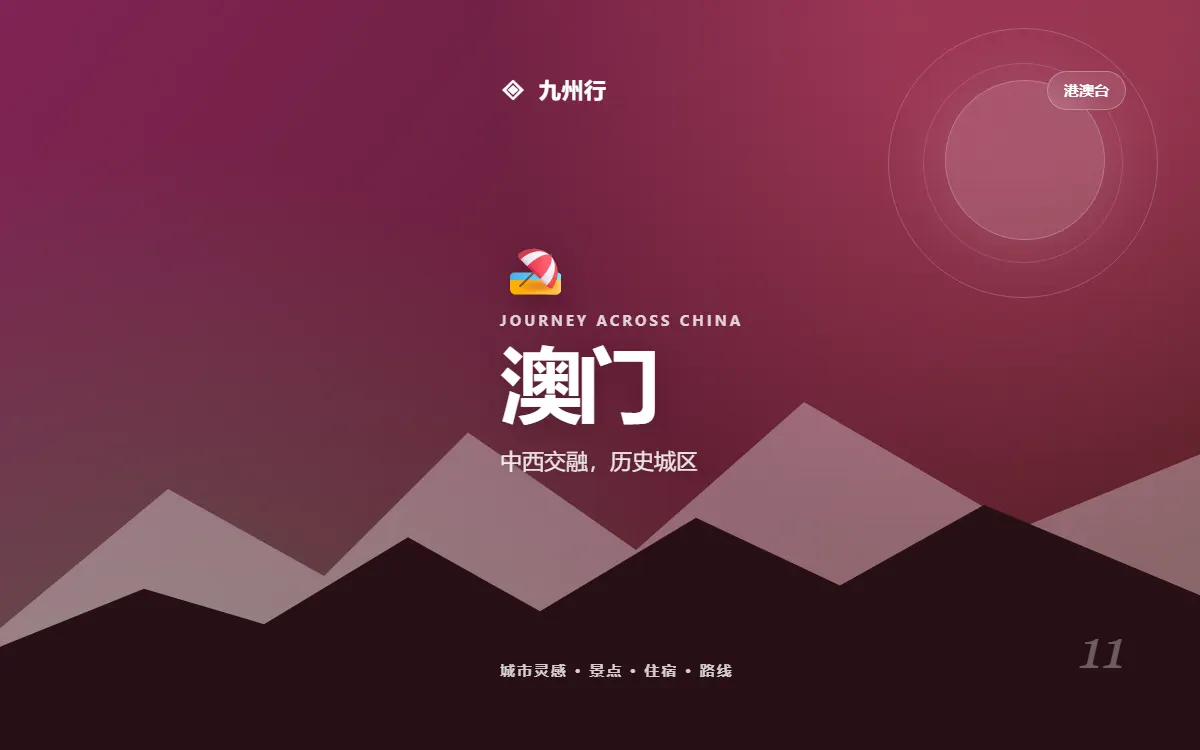 九州行
港澳台
JOURNEY ACROSS CHINA
澳门
中西交融，历史城区
城市灵感 • 景点 • 住宿 • 路线
11